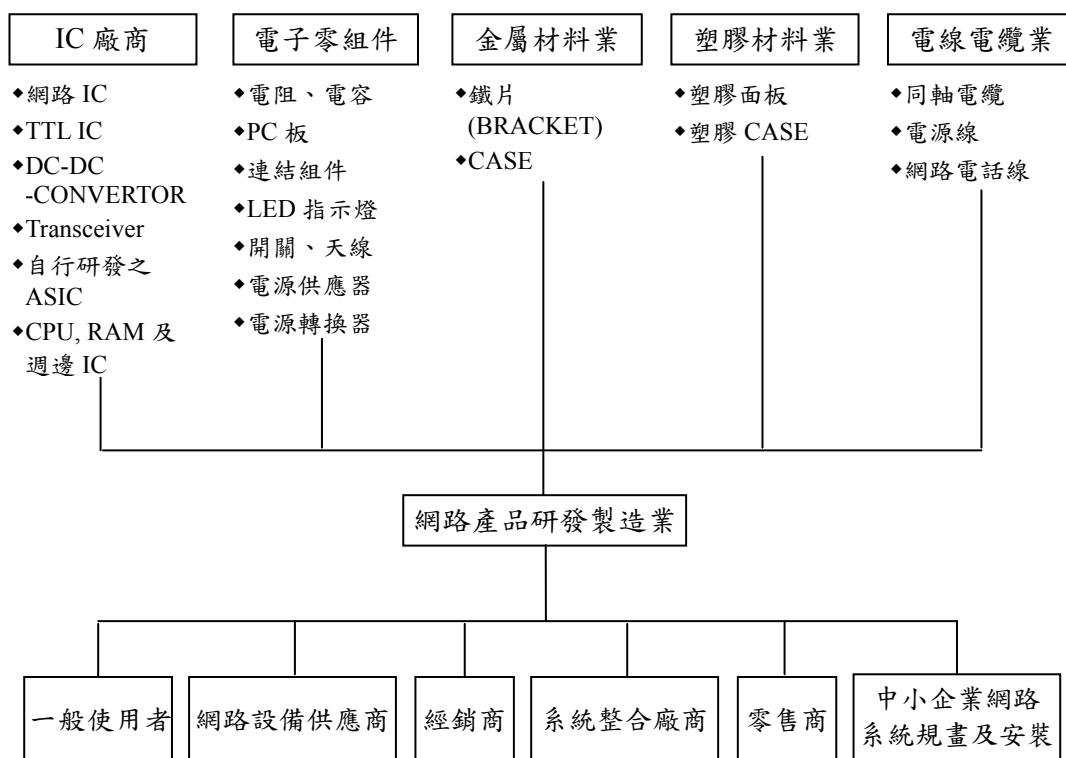 IC 廠商
◆網路 IC
◆TTL IC
◆DC-DC
-CONVERTOR
◆Transceiver
◆自行研發之
ASIC
◆CPU, RAM 及
週邊 IC
電子零組件
◆電阻、電容
◆PC 板
◆連結組件
◆LED 指示燈
◆開關、天線
◆電源供應器
◆電源轉換器
金屬材料業
◆鐵片
(BRACKET)
◆CASE
塑膠材料業
◆塑膠面板
◆塑膠 CASE
電線電纜業
◆同軸電纜
◆電源線
◆網路電話線
網路產品研發製造業
一般使用者
網路設備供應商
經銷商
系統整合廠商
零售商
中小企業網路
系統規畫及安裝